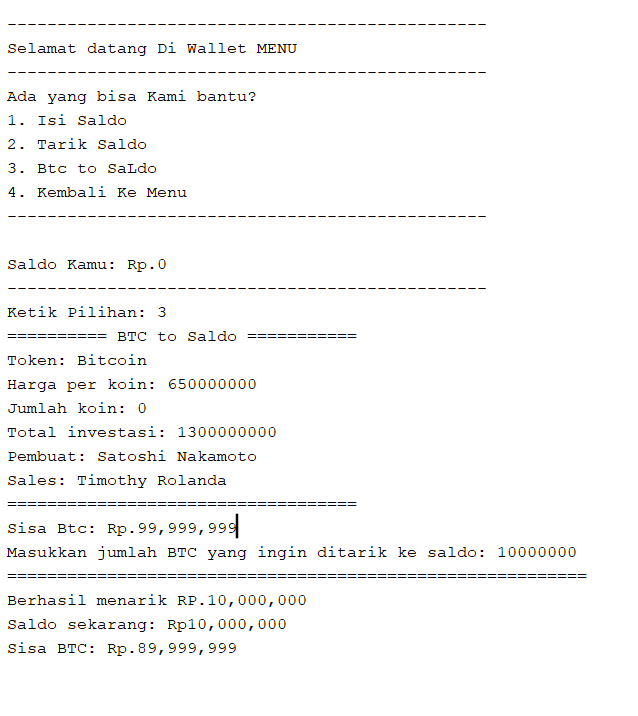 ------------------------------------------------
Selamat datang Di Wallet MENU
------------------------------------------------
Ada yang bisa Kami bantu?
1. Isi Saldo
2. Tarik Saldo
3. Btc to SaLdo
4. Kembali Ke Menu
------------------------------------------------
Saldo Kamu: Rp.0
------------------------------------------------
Ketik Pilihan: 3
========== BTC to Saldo ===========
Token: Bitcoin
Harga per koin: 650000000
Jumlah koin: 0
Total investasi: 1300000000
Pembuat: Satoshi Nakamoto
Sales: Timothy Rolanda
===================================
Sisa Btc: Rp.99,999,999
Masukkan jumlah BTC yang ingin ditarik ke saldo: 10000000
==========================================================
Berhasil menarik RP.10,000,000
Saldo sekarang: Rp10,000,000
Sisa BTC: Rp.89,999,999